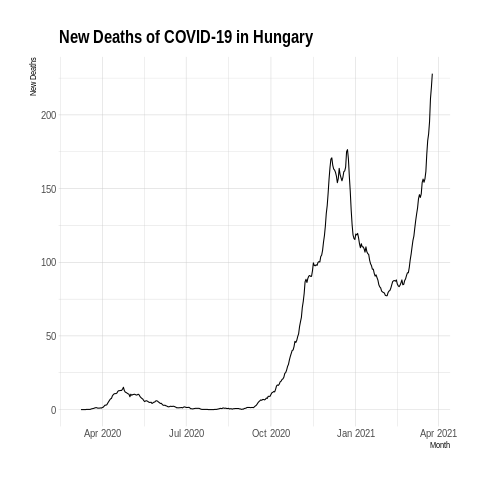 New Deaths of COVID-19 in Hungary
New Deaths
200
150
100
50
0
Apr 2020 Jul 2020 Oct 2020 Jan 2021 Apr 2021
Month